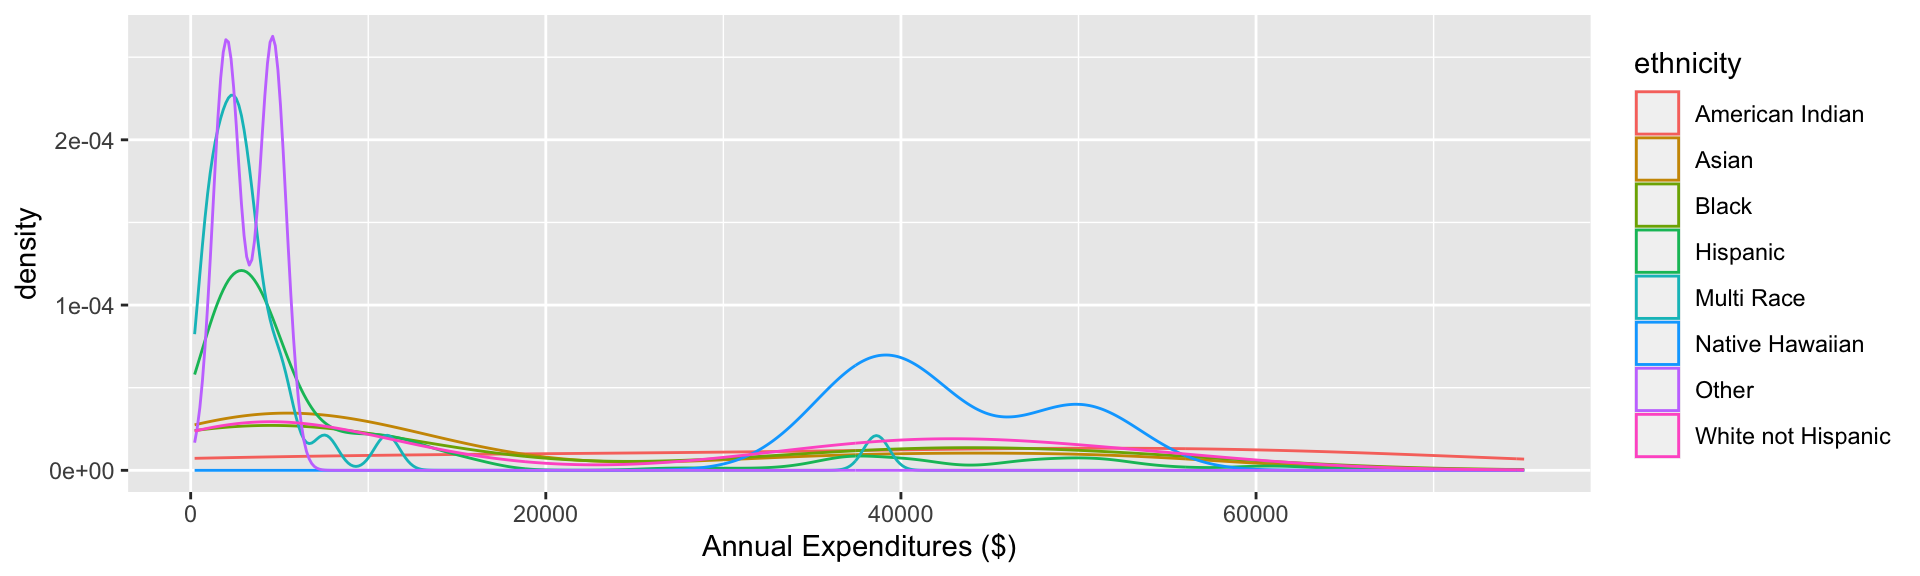 2e-04
1e-04
0e+00
density
0
20000
40000
60000
Annual Expenditures ($)
ethnicity
American Indian
Asian
Black
Hispanic
Multi Race
Native Hawaiian
Other
White not Hispanic